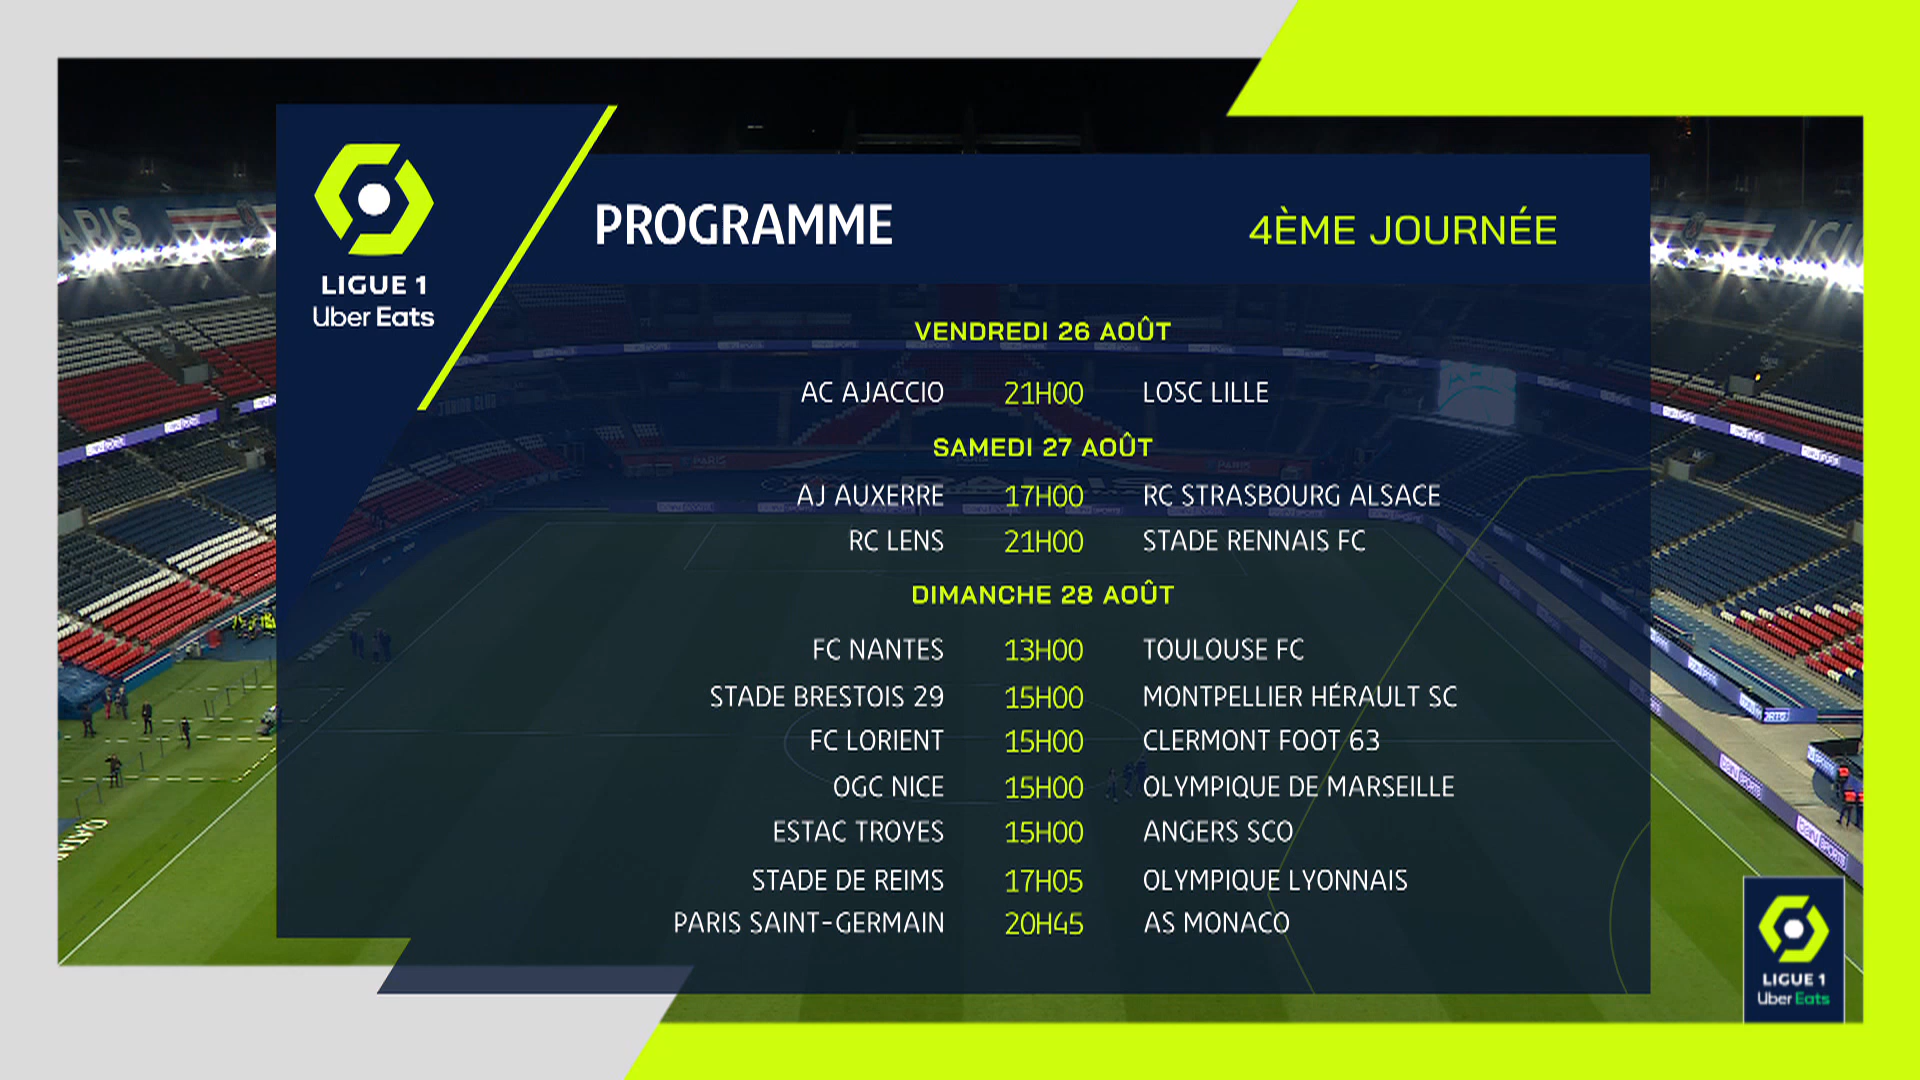 PARIS
ICI C
LIGUE 1
Uber Eats
PROGRAMME
4ÈME JOURNÉE
VENDREDI 26 AOÛT
AC AJACCIO 21H00 LOSC LILLE
SAMEDI 27 AOÛT
AJ AUXERRE 17H00 RC STRASBOURG ALSACE
RC LENS 21H00 STADE RENNAIS FC
DIMANCHE 28 AOÛT
FC NANTES 13H00 TOULOUSE FC
STADE BRESTOIS 29 15H00 MONTPELLIER HÉRAULT SC
FC LORIENT 15H00 CLERMONT FOOT 63
OGC NICE 15H00 OLYMPIQUE DE MARSEILLE
ESTAC TROYES 15H00 ANGERS SCO
STADE DE REIMS 17H05 OLYMPIQUE LYONNAIS
PARIS SAINT-GERMAIN 20H45 AS MONACO
beIN SPORTS
LIGUE 1
Uber Eats